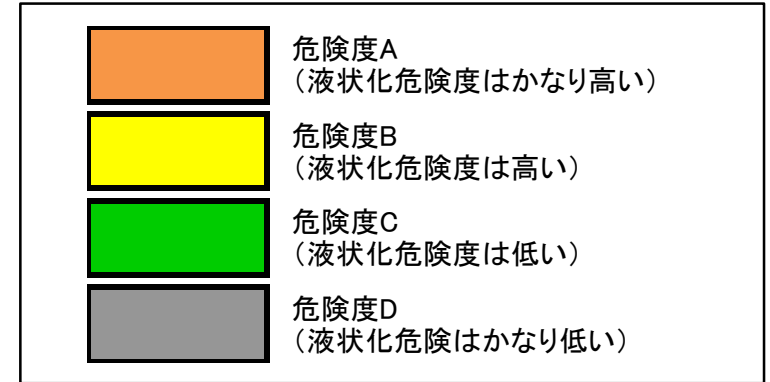 危険度A
（液状化危険度はかなり高い）
危険度B
（液状化危険度は高い）
危険度C
（液状化危険度は低い）
危険度D
（液状化危険はかなり低い）